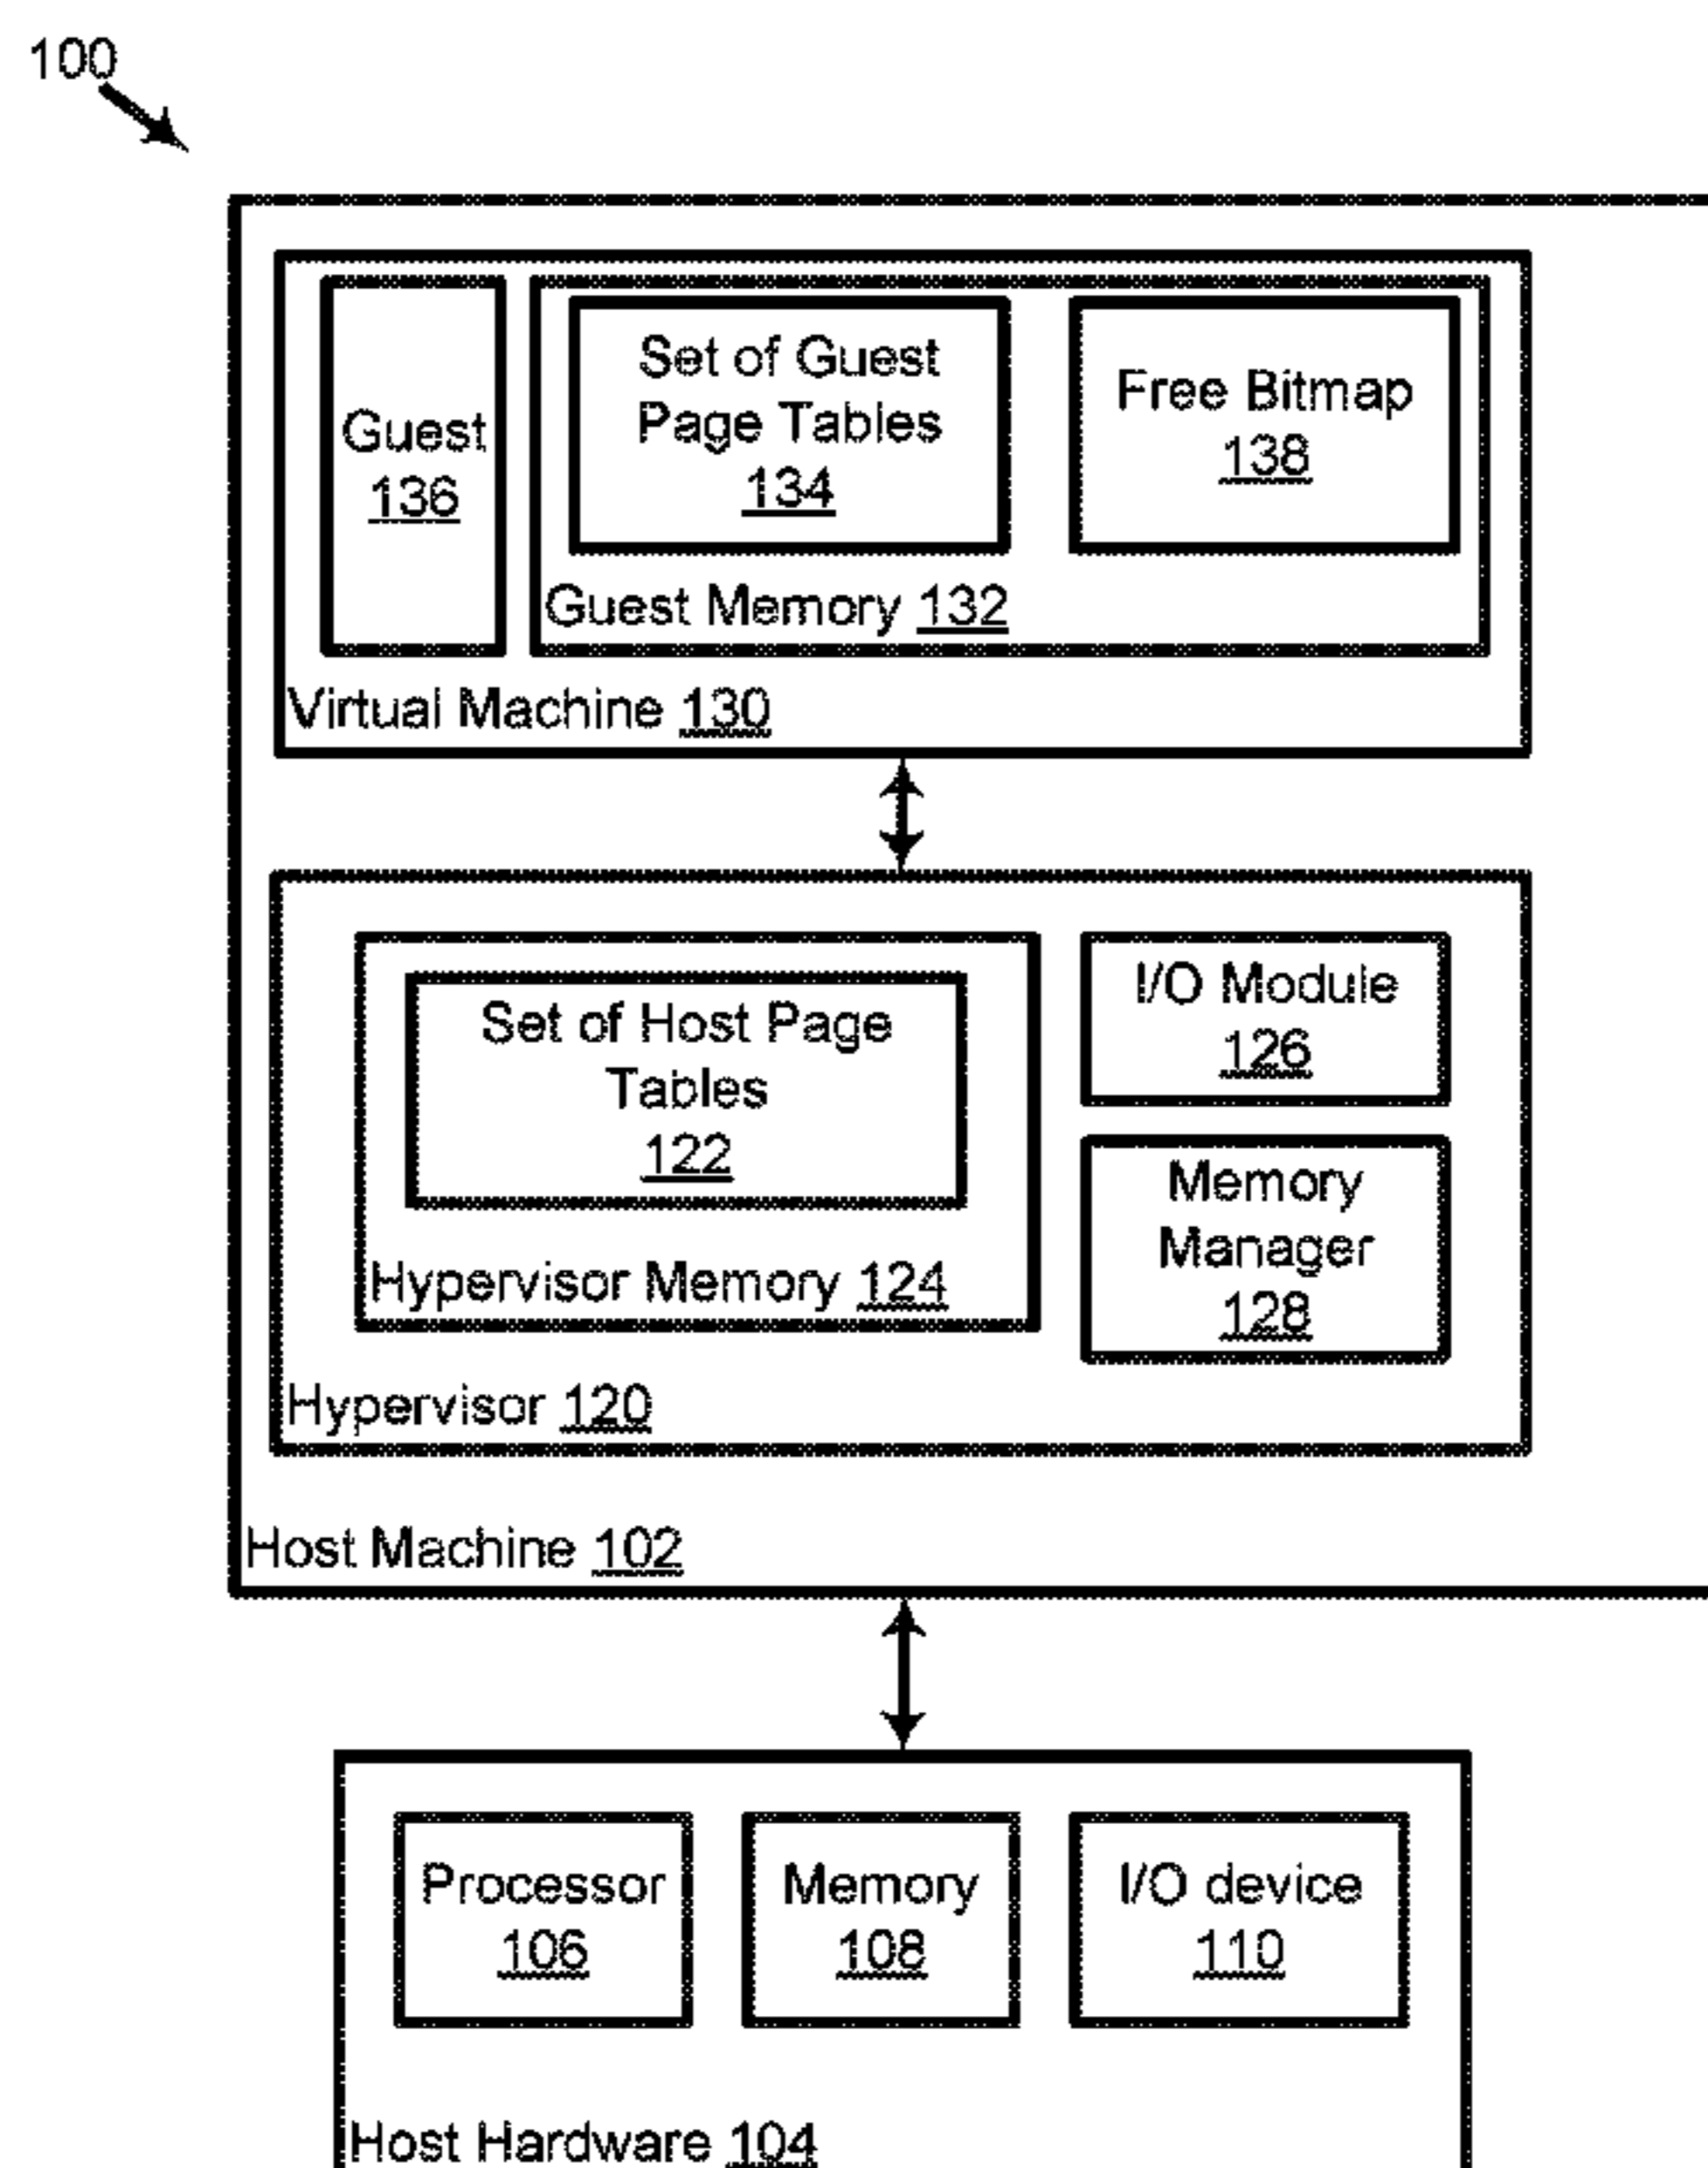 100
Guest
136
Set of Guest
Page Tables
134
Free Bitmap
138
Guest Memory 132
Virtual Machine 130
Set of Host Page
Tables
122
Hypervisor Memory 124
I/O Module
126
Memory
Manager
128
Hypervisor 120
Host Machine 102
Processor
106
Memory
108
I/O device
110
Host Hardware 104